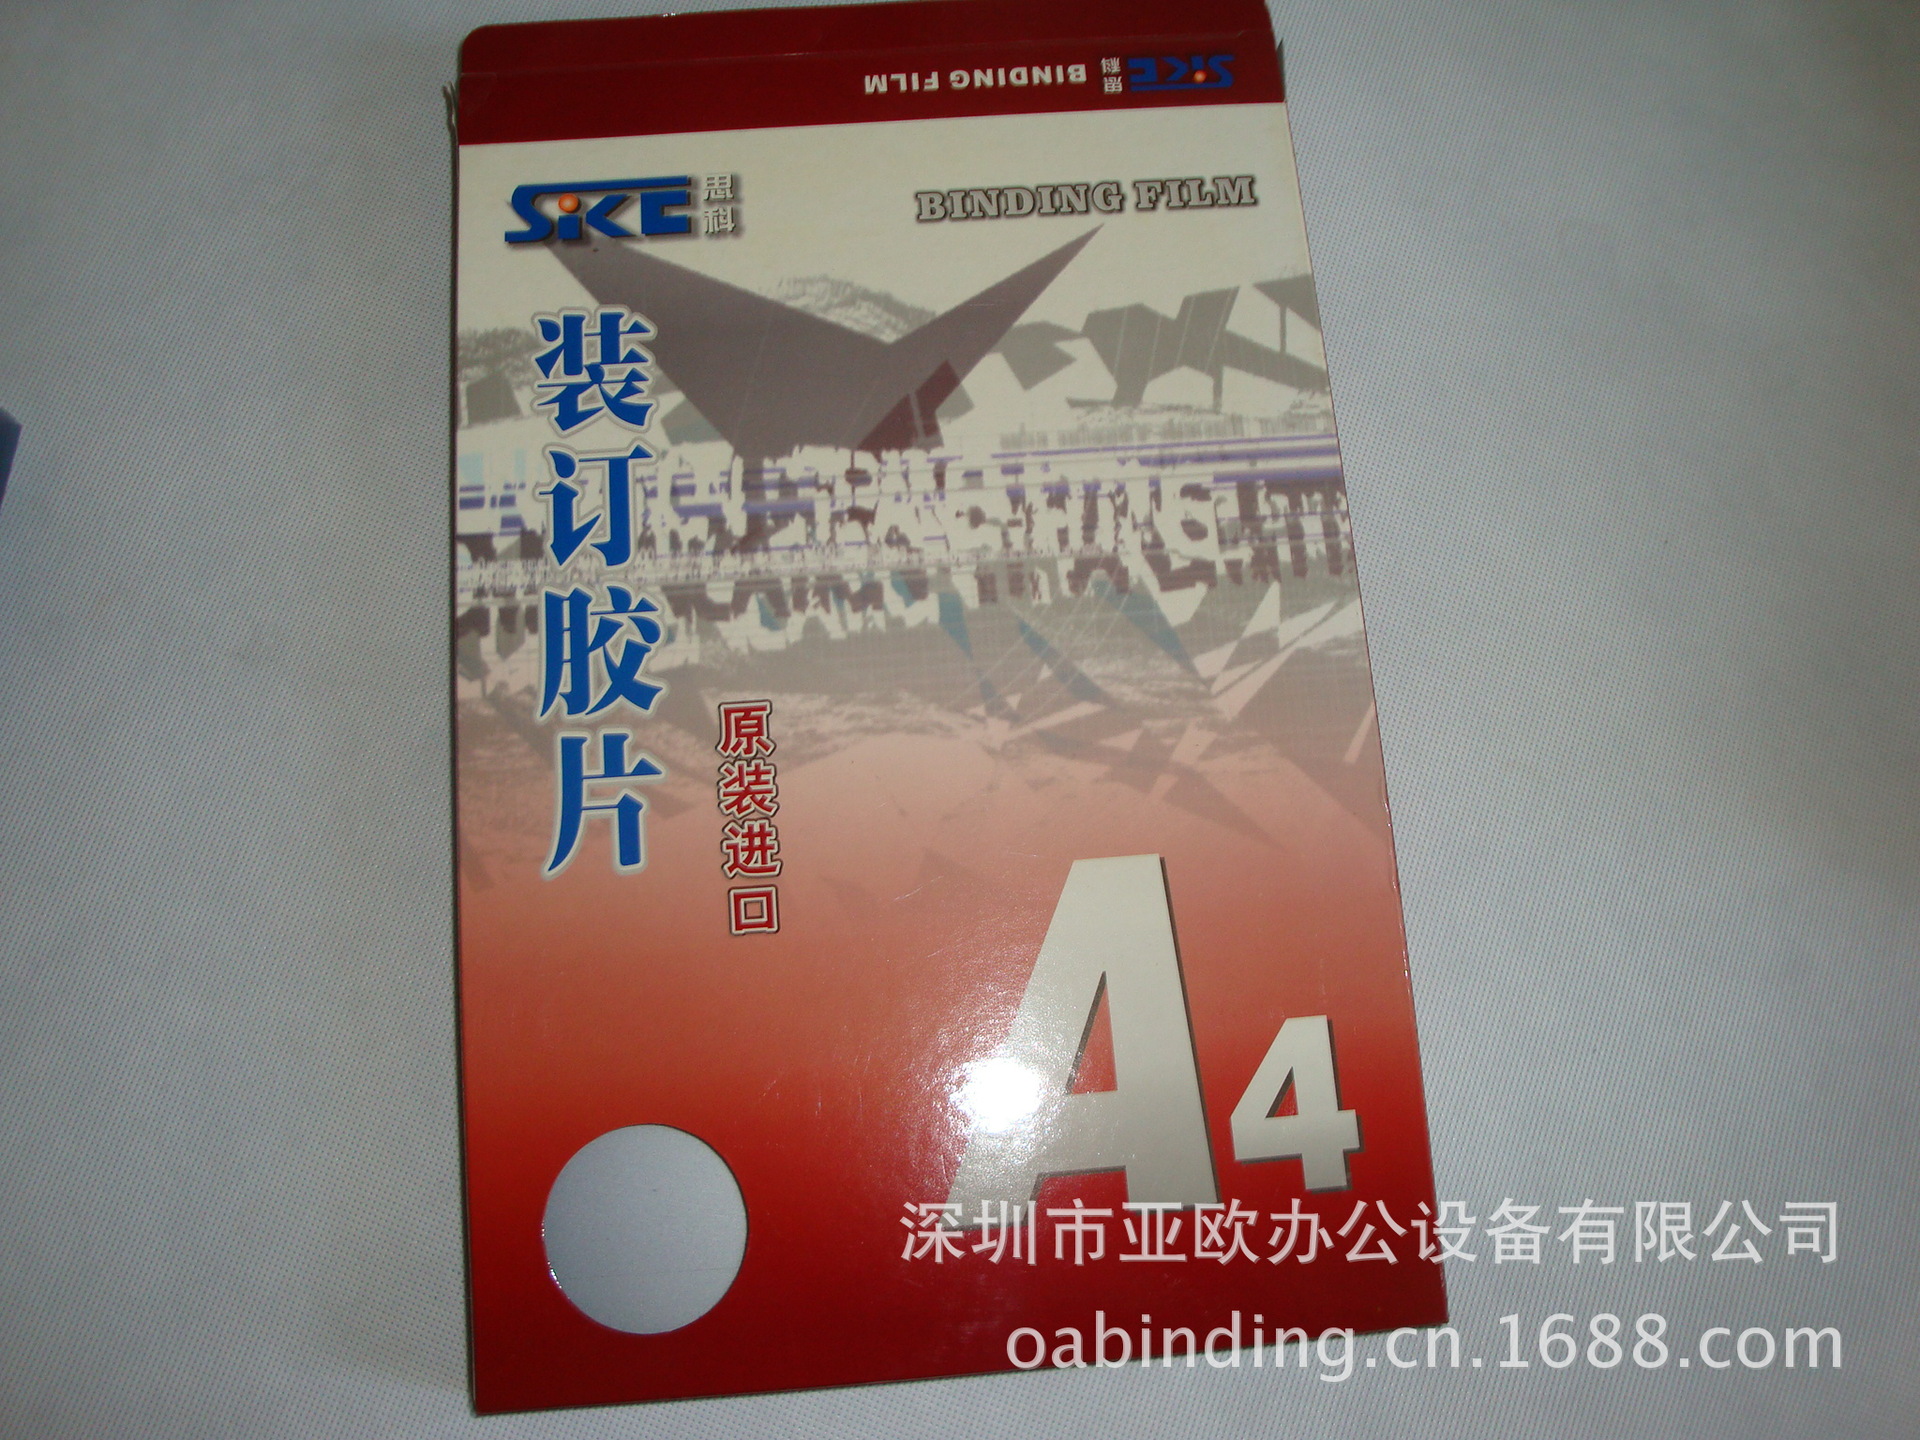 SiKE 思科 BINDING FILM
SiKE 思科
BINDING FILM
装订胶片
原装进口
A4
深圳市亚欧办公设备有限公司
oabinding.cn.1688.com